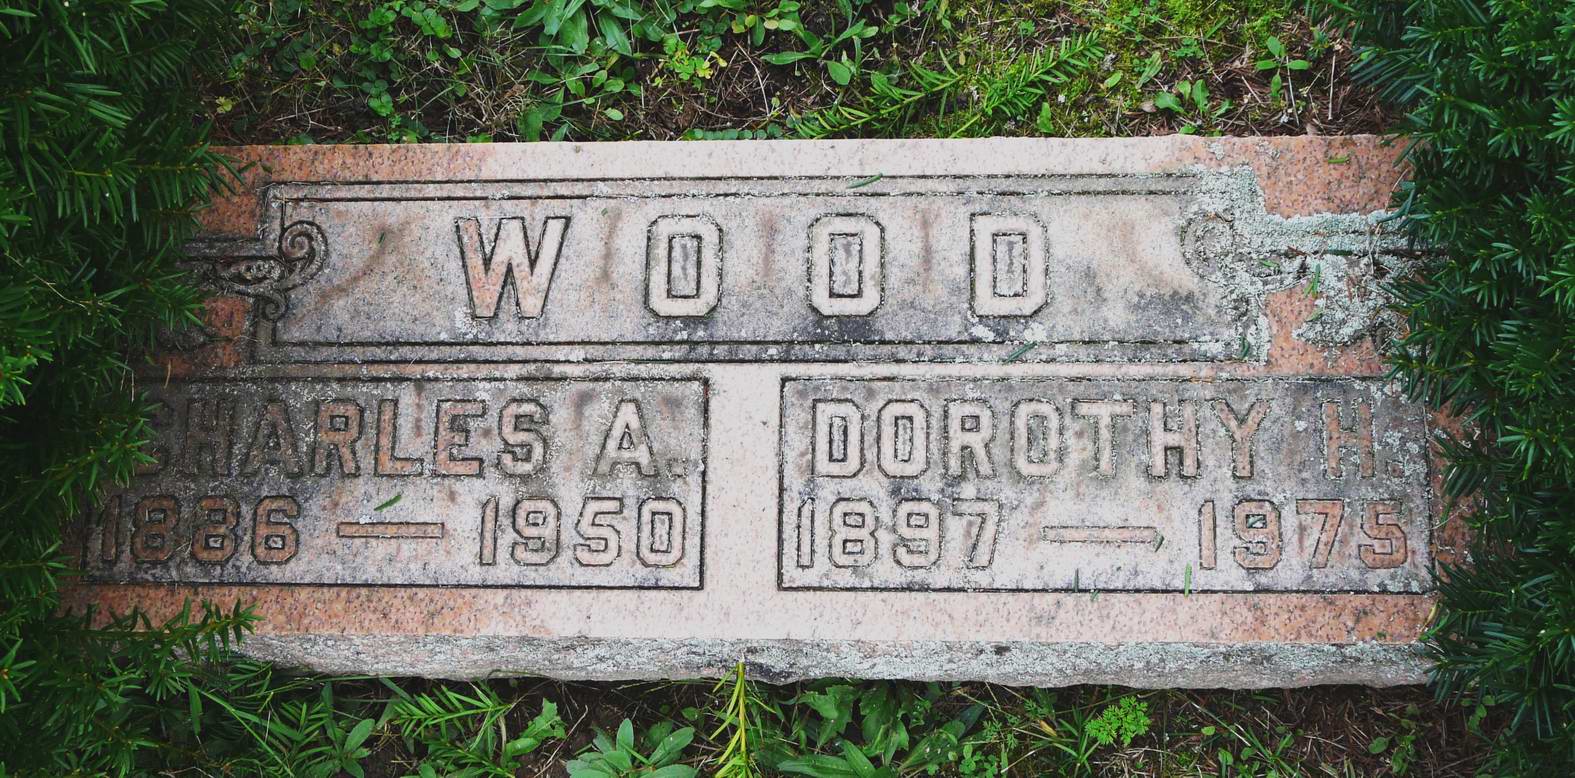 WOOD
CHARLES A.
1886 — 1950
DOROTHY H.
1897 — 1975